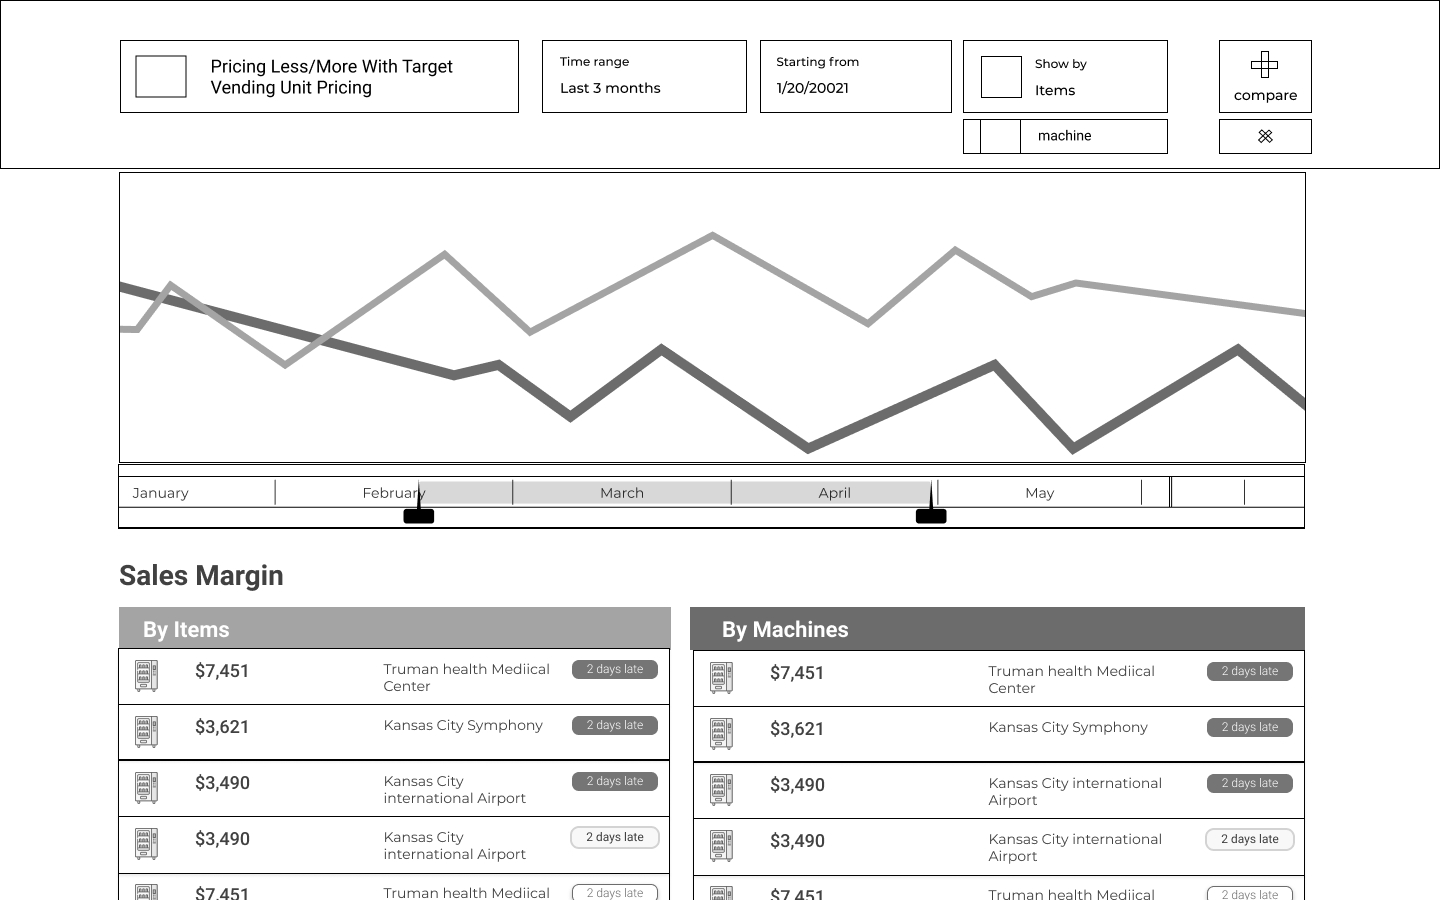 Pricing Less/More With Target
Vending Unit Pricing
Time range
Last 3 months
Starting from
1/20/20021
Show by
Items
compare
machine
January
February
March
April
May
Sales Margin
By Items
$7,451
Truman health Mediical
Center
2 days late
$3,621
Kansas City Symphony
2 days late
$3,490
Kansas City
international Airport
2 days late
$3,490
Kansas City
international Airport
2 days late
$7,451
Truman health Mediical
2 days late
By Machines
$7,451
Truman health Mediical
Center
2 days late
$3,621
Kansas City Symphony
2 days late
$3,490
Kansas City international
Airport
2 days late
$3,490
Kansas City international
Airport
2 days late
$7,451
Truman health Mediical
2 days late